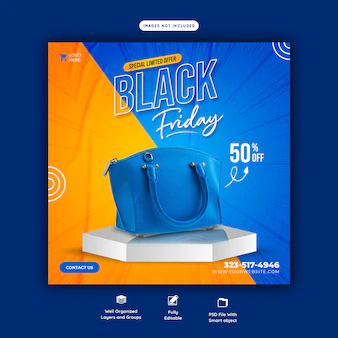 IMAGES ARE NOT INCLUDED
LOGO
HERE
SPECIAL LIMITED OFFER
BLACK
Friday
50% OFF
CONTACT US
323-517-4946
WWW.YOURWEBSITE.COM
Well Organized
Layers and Groups
Fully
Editable
PSD File With
Smart object